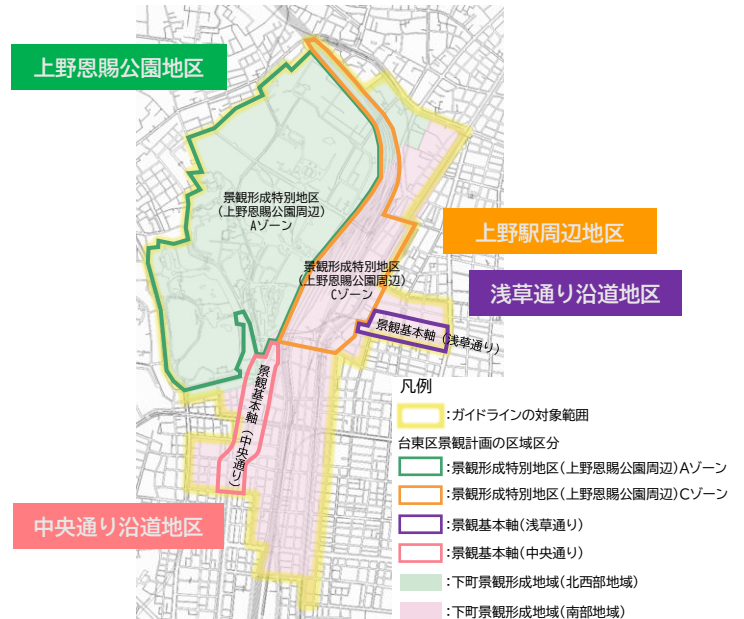 上野恩賜公園地区
景観形成特別地区
(上野恩賜公園周辺)
Aゾーン
上野駅周辺地区
景観形成特別地区
(上野恩賜公園周辺)
Cゾーン
浅草通り沿道地区
景観基本軸(浅草通り)
景観基本軸(中央通り)
中央通り沿道地区
凡例
:ガイドラインの対象範囲
台東区景観計画の区域区分
:景観形成特別地区(上野恩賜公園周辺)Aゾーン
:景観形成特別地区(上野恩賜公園周辺)Cゾーン
:景観基本軸(浅草通り)
:景観基本軸(中央通り)
:下町景観形成地域(北西部地域)
:下町景観形成地域(南部地域)